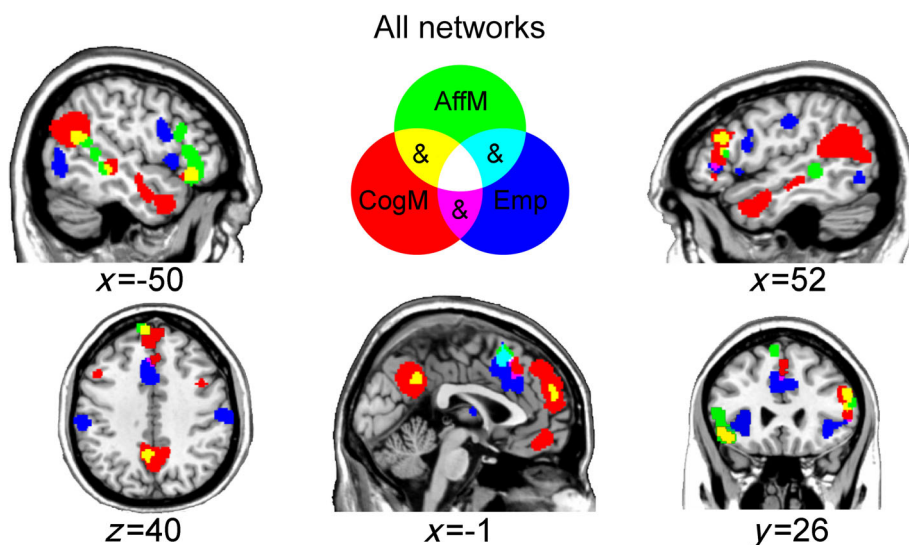 All networks
AffM
& &
CogM & Emp
x=-50
x=52
z=40
x=-1
y=26